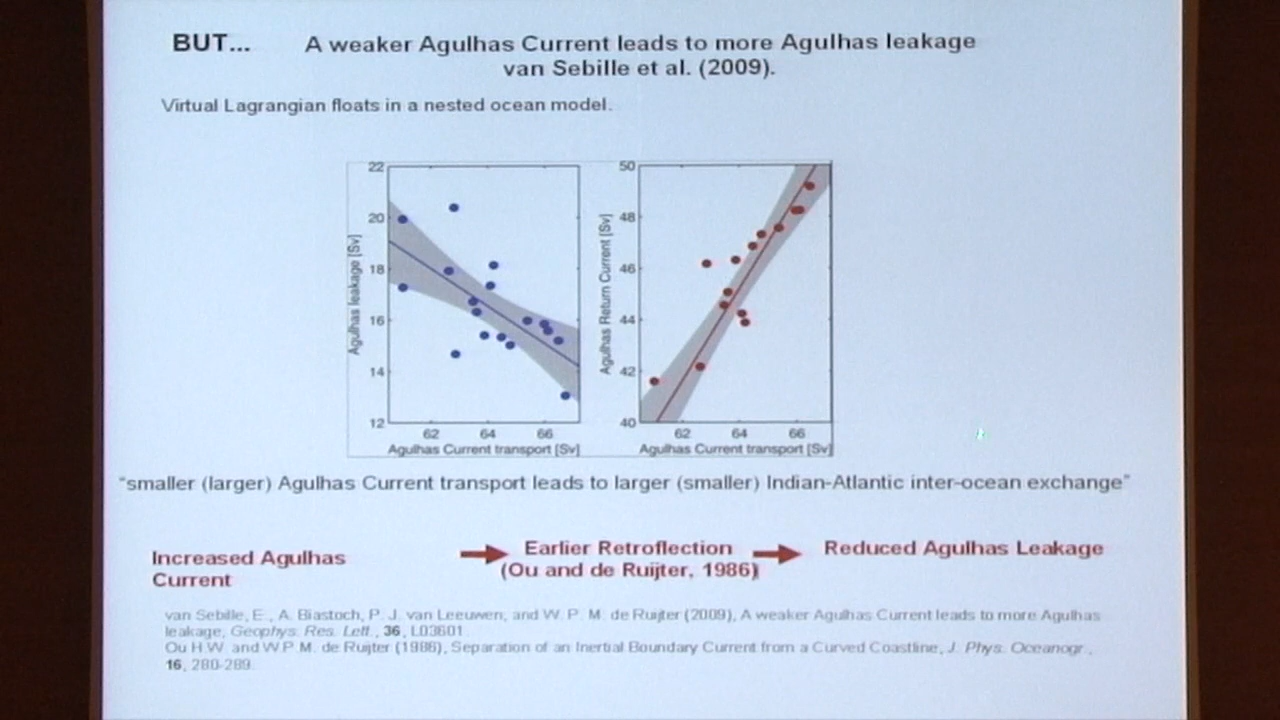 BUT... A weaker Agulhas Current leads to more Agulhas leakage
van Sebille et al. (2009).
Virtual Lagrangian floats in a nested ocean model.
22
20
18
16
14
12
Agulhas leakage [Sv]
62 64 66
Agulhas Current transport [Sv]
50
48
46
44
42
40
Agulhas Return Current [Sv]
62 64 66
Agulhas Current transport [Sv]
"smaller (larger) Agulhas Current transport leads to larger (smaller) Indian-Atlantic inter-ocean exchange"
Increased Agulhas
Current
Earlier Retroflection
(Ou and de Ruijter, 1986)
Reduced Agulhas Leakage
van Sebille, E., A. Biastoch, P. J. van Leeuwen, and W. P. M. de Ruijter (2009), A weaker Agulhas Current leads to more Agulhas
leakage, Geophys. Res. Lett., 36, L03601.
Ou H.W. and W.P.M. de Ruijter (1986), Separation of an Inertial Boundary Current from a Curved Coastline, J. Phys. Oceanogr.,
16, 280-289.